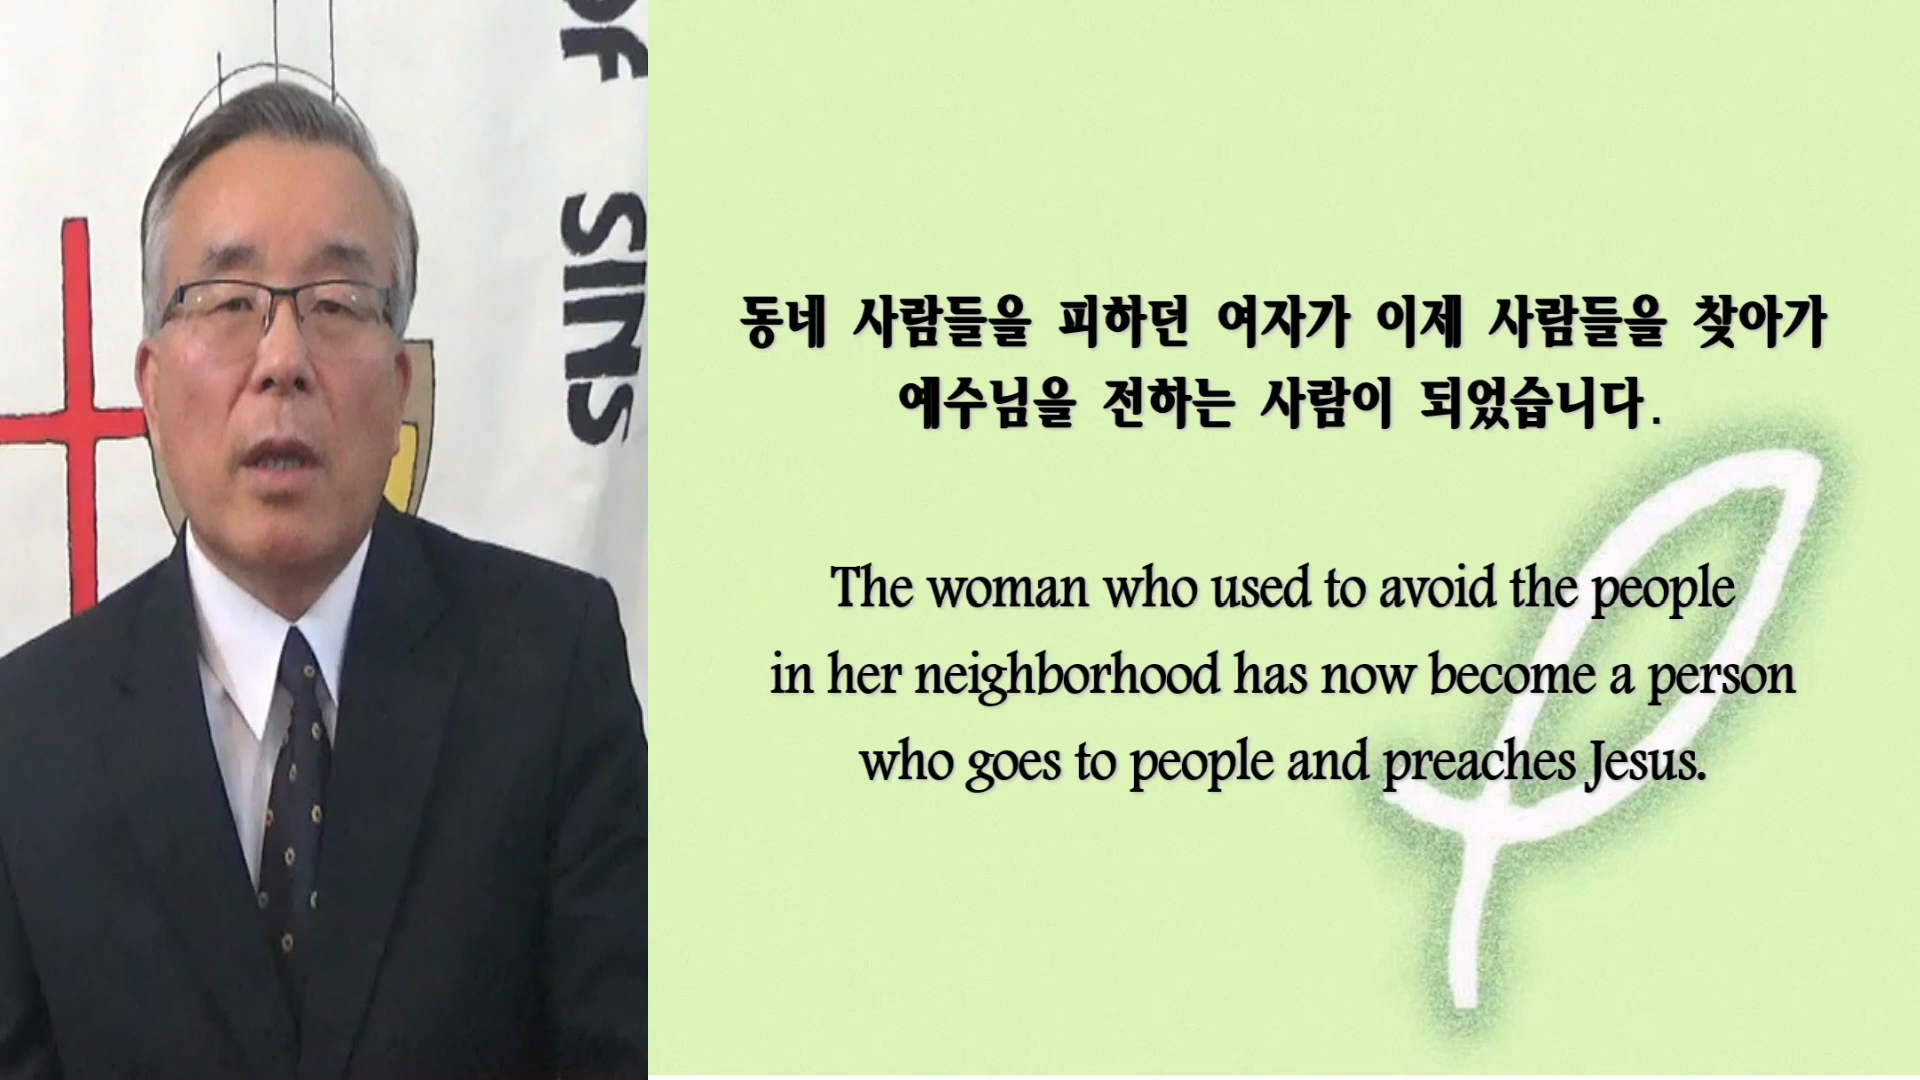 OF SINS
동네 사람들을 피하던 여자가 이제 사람들을 찾아가
예수님을 전하는 사람이 되었습니다.
The woman who used to avoid the people
in her neighborhood has now become a person
who goes to people and preaches Jesus.